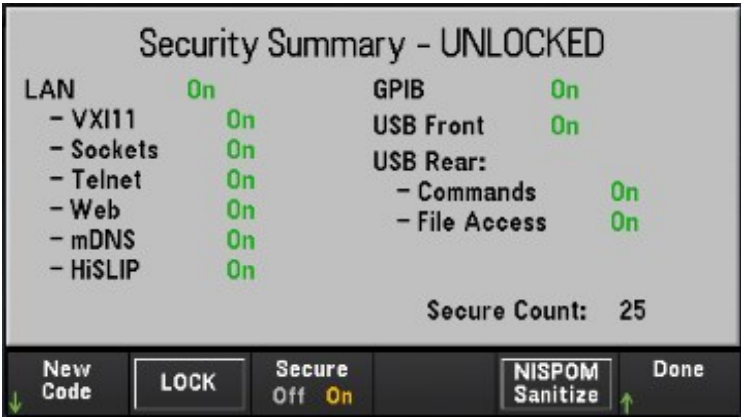 Security Summary - UNLOCKED
LAN On
- VXI11 On
- Sockets On
- Telnet On
- Web On
- mDNS On
- HiSLIP On
GPIB On
USB Front On
USB Rear:
- Commands On
- File Access On
Secure Count: 25
New Code
LOCK
Secure
Off On
NISPOM
Sanitize
Done